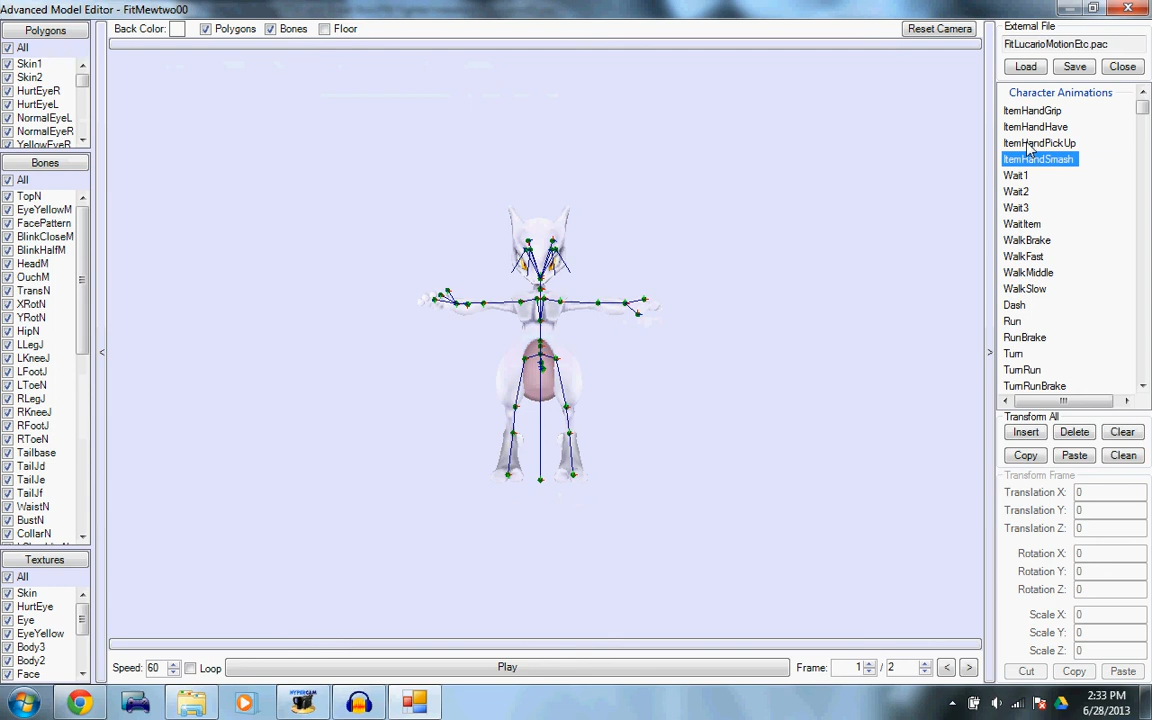 Advanced Model Editor - FitMewtwo00
Polygons
All
Skin1
Skin2
HurtEyeR
HurtEyeL
NormalEyeL
NormalEyeR
YellowEyeR
Bones
All
TopN
EyeYellowM
FacePattern
BlinkCloseM
BlinkHalfM
HeadM
OuchM
TransN
XRotN
YRotN
HipN
LLegJ
LKneeJ
LFootJ
LToeN
RLegJ
RKneeJ
RFootJ
RToeN
Tailbase
TailJd
TailJe
TailJf
WaistN
BustN
CollarN
Textures
All
Skin
HurtEye
Eye
EyeYellow
Body3
Body2
Face
Back Color:
Polygons
Bones
Floor
Reset Camera
Speed: 60
Loop
Play
Frame: 1 / 2
<
>
External File
FitLucarioMotionEtc.pac
Load
Save
Close
Character Animations
ItemHandGrip
ItemHandHave
ItemHandPickUp
ItemHandSmash
Wait1
Wait2
Wait3
WaitItem
WalkBrake
WalkFast
WalkMiddle
WalkSlow
Dash
Run
RunBrake
Turn
TurnRun
TurnRunBrake
Transform All
Insert
Delete
Clear
Copy
Paste
Clean
Transform Frame
Translation X: 0
Translation Y: 0
Translation Z: 0
Rotation X: 0
Rotation Y: 0
Rotation Z: 0
Scale X: 0
Scale Y: 0
Scale Z: 0
Cut
Copy
Paste
HYPERCAM
2:33 PM
6/28/2013